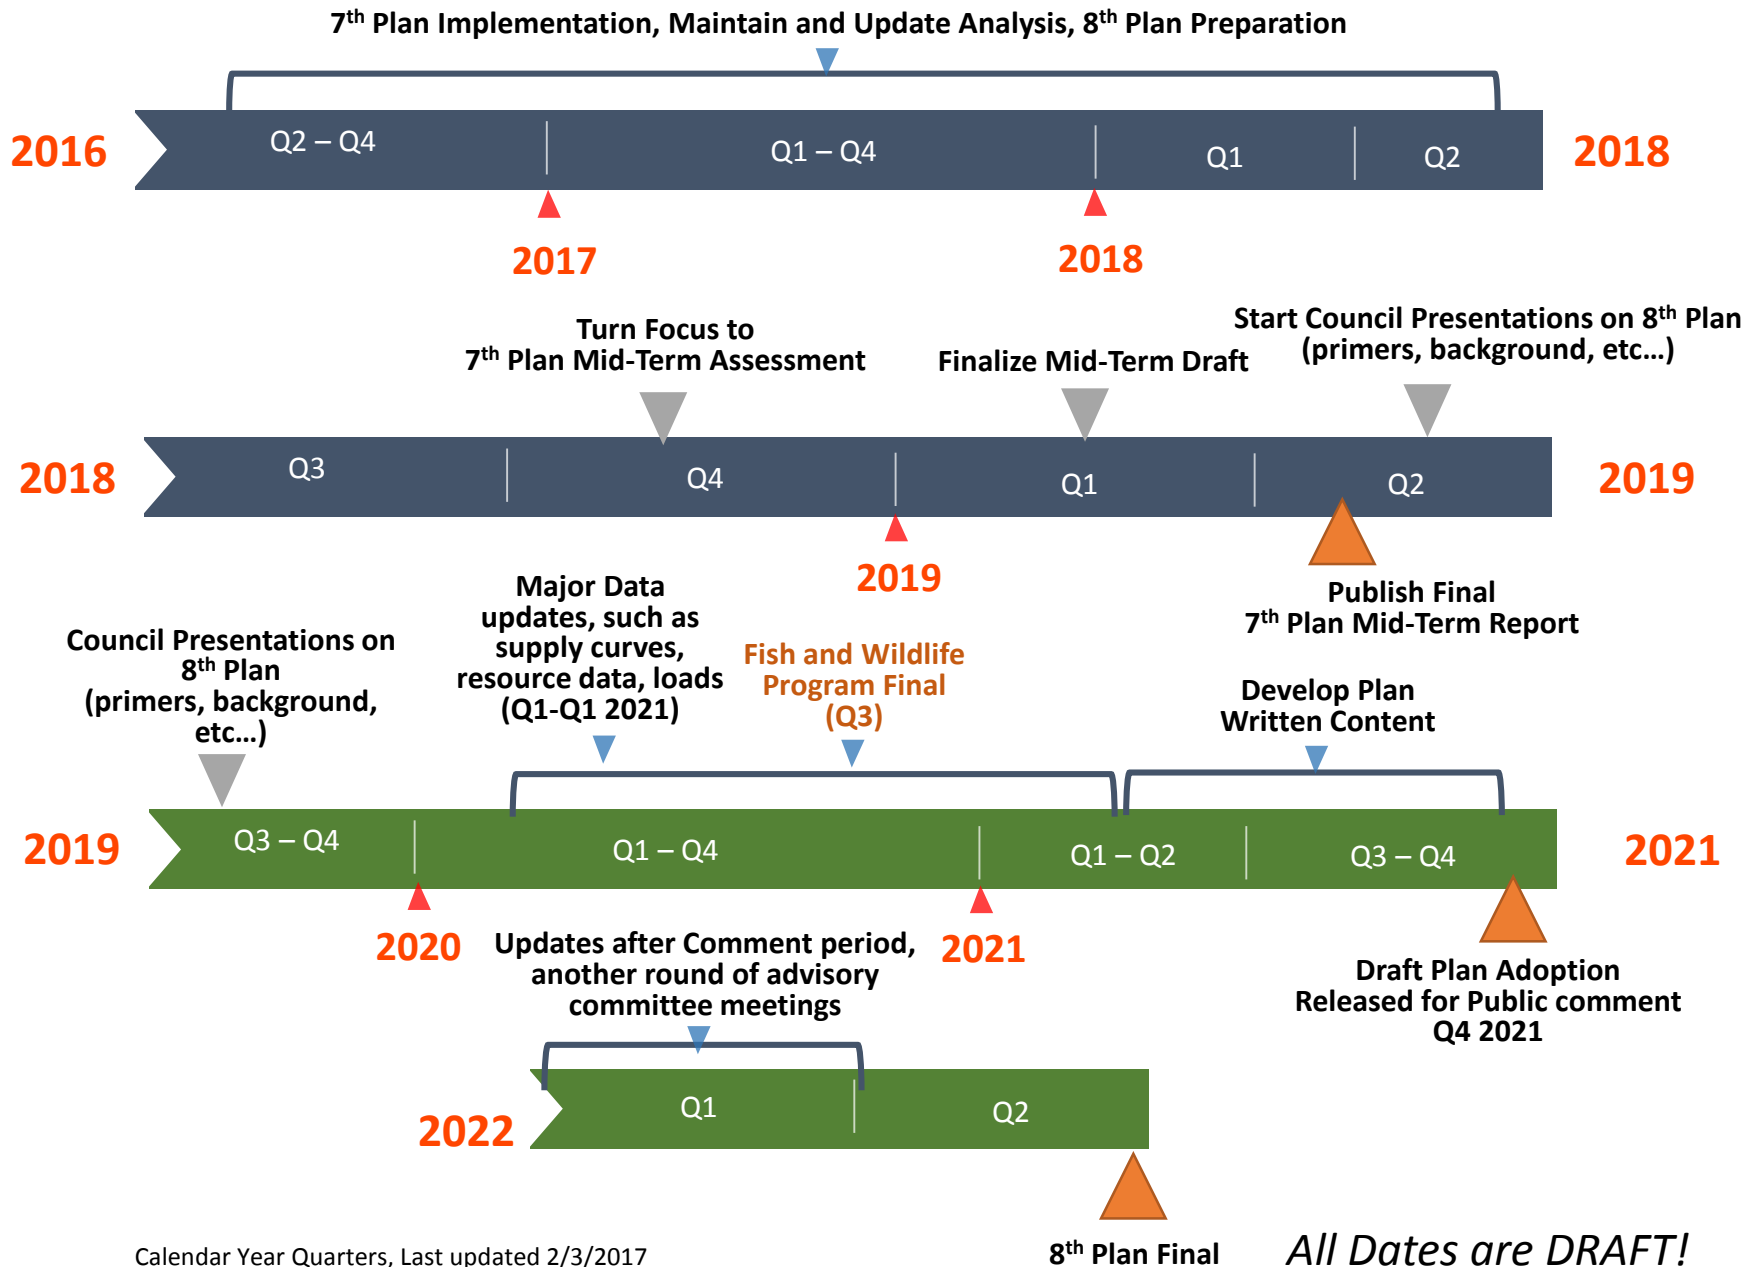 7th Plan Implementation, Maintain and Update Analysis, 8th Plan Preparation
2016
Q2 – Q4
Q1 – Q4
Q1
Q2
2018
2017
2018
Turn Focus to
7th Plan Mid-Term Assessment
Finalize Mid-Term Draft
Start Council Presentations on 8th Plan
(primers, background, etc…)
2018
Q3
Q4
Q1
Q2
2019
2019
Publish Final
7th Plan Mid-Term Report
Council Presentations on
8th Plan
(primers, background,
etc…)
Major Data
updates, such as
supply curves,
resource data, loads
(Q1-Q1 2021)
Fish and Wildlife
Program Final
(Q3)
Develop Plan
Written Content
2019
Q3 – Q4
Q1 – Q4
Q1 – Q2
Q3 – Q4
2021
2020
2021
Draft Plan Adoption
Released for Public comment
Q4 2021
Updates after Comment period,
another round of advisory
committee meetings
2022
Q1
Q2
8th Plan Final
Calendar Year Quarters, Last updated 2/3/2017
All Dates are DRAFT!